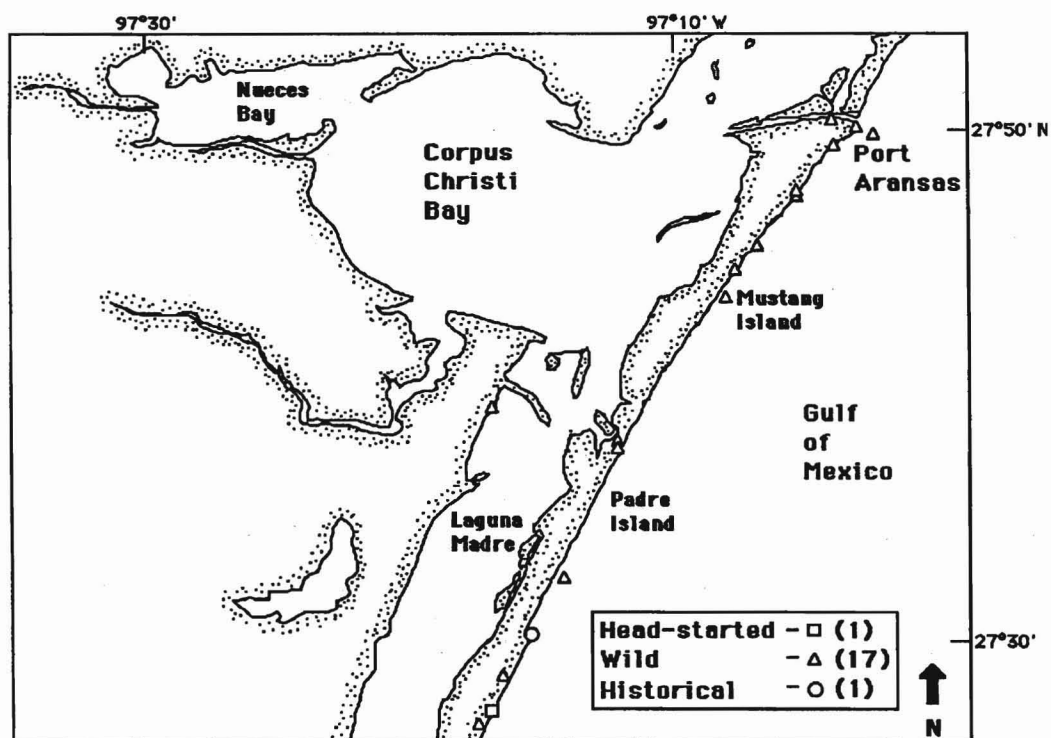 97°30'
97°10' W
Nueces
Bay
Corpus
Christi
Bay
27°50' N
Port
Aransas
Mustang
Island
Gulf
of
Mexico
Padre
Island
Laguna
Madre
Head-started - □ (1)
Wild - △ (17)
Historical - ○ (1)
27°30'
N